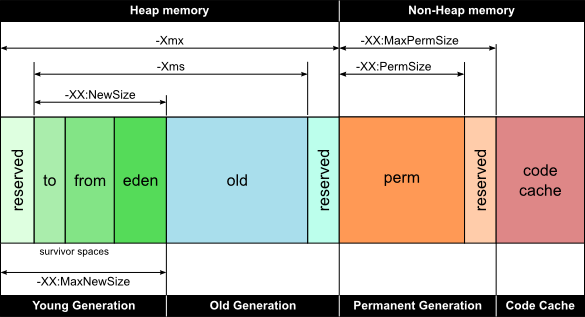 Heap memory
Non-Heap memory
-Xmx
-XX:MaxPermSize
-Xms
-XX:PermSize
-XX:NewSize
reserved
to
from
eden
old
reserved
perm
reserved
code
cache
survivor spaces
-XX:MaxNewSize
Young Generation
Old Generation
Permanent Generation
Code Cache